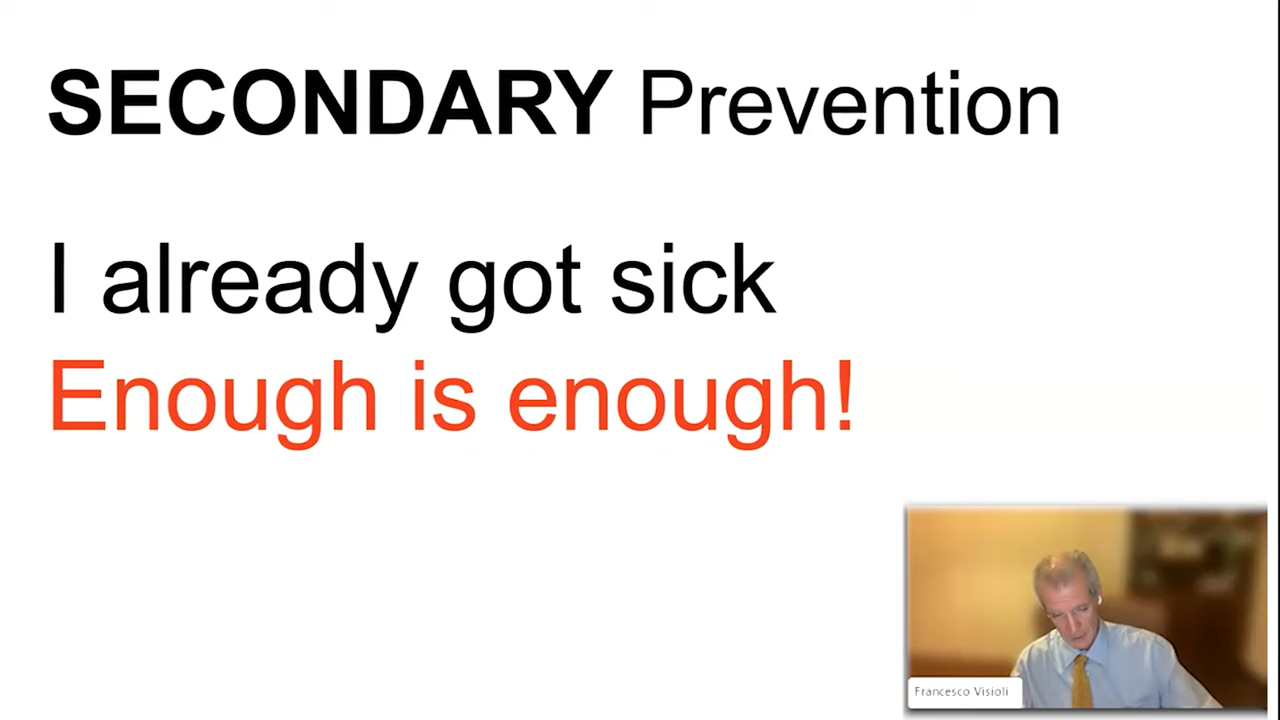 SECONDARY Prevention
I already got sick
Enough is enough!
Francesco Visioli